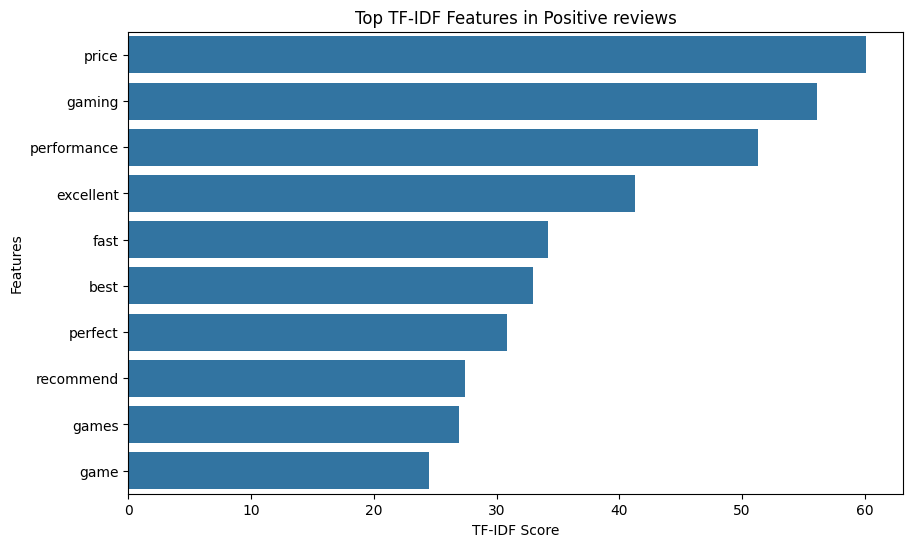 Top TF-IDF Features in Positive reviews
Features
price
gaming
performance
excellent
fast
best
perfect
recommend
games
game
0 10 20 30 40 50 60
TF-IDF Score